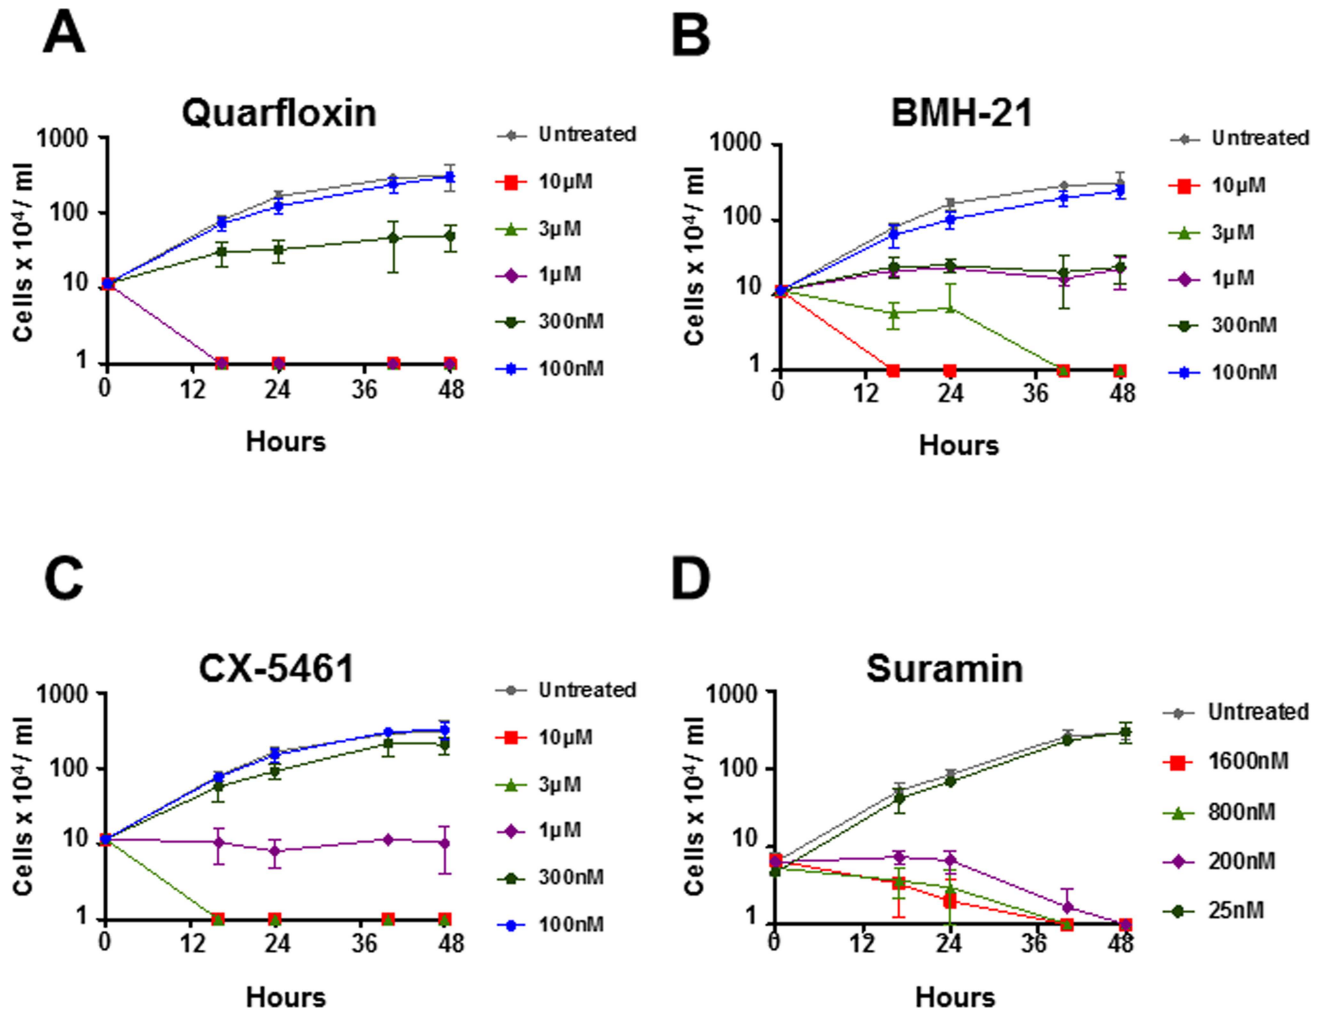 A
Quarfloxin
Cells x 10⁴/ ml
1000
100
10
1
0 12 24 36 48
Hours
Untreated
10µM
3µM
1µM
300nM
100nM
B
BMH-21
Cells x 10⁴/ ml
1000
100
10
1
0 12 24 36 48
Hours
Untreated
10µM
3µM
1µM
300nM
100nM
C
CX-5461
Cells x 10⁴/ ml
1000
100
10
1
0 12 24 36 48
Hours
Untreated
10µM
3µM
1µM
300nM
100nM
D
Suramin
Cells x 10⁴/ ml
1000
100
10
1
0 12 24 36 48
Hours
Untreated
1600nM
800nM
200nM
25nM